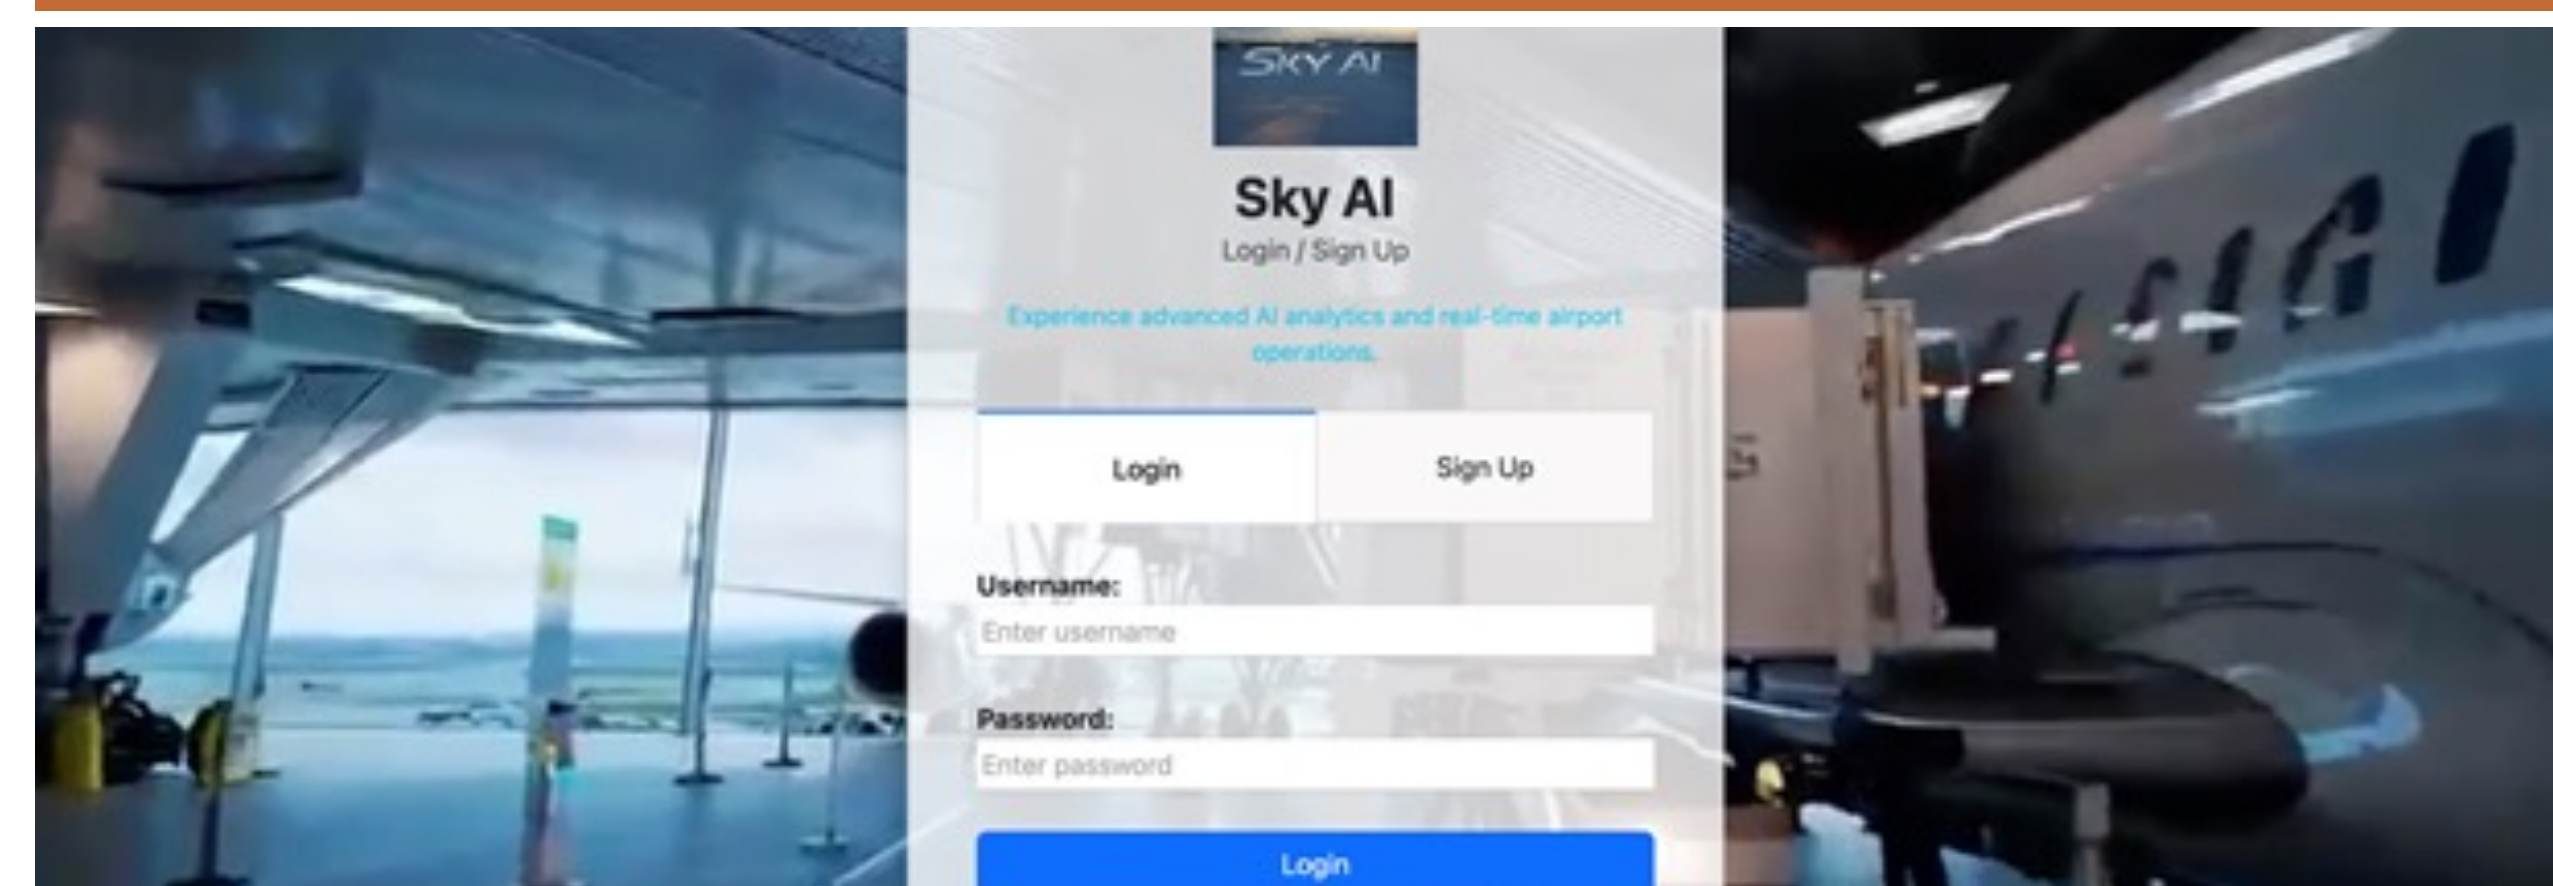 SKY AI
Sky AI
Login / Sign Up
Experience advanced AI analytics and real-time airport
operations.
Login
Sign Up
Username:
Enter username
Password:
Enter password
Login